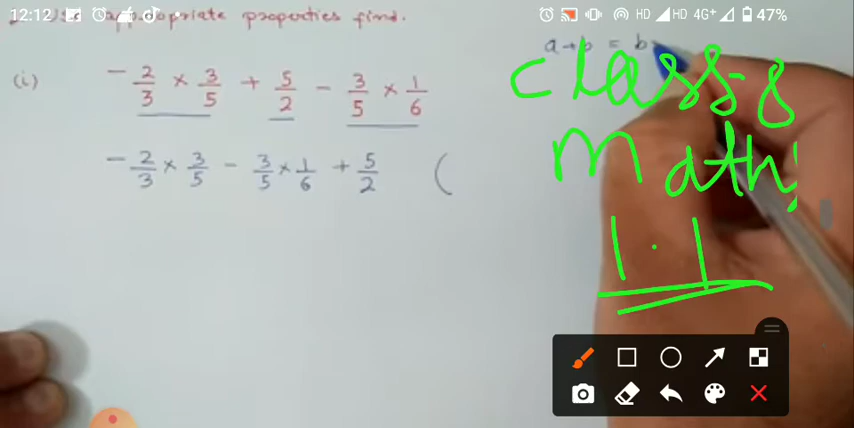 12:12 HD HD 4G+ 47%
appropriate properties find.
a + b = b
(i) - 2/3 × 3/5 + 5/2 - 3/5 × 1/6
- 2/3 × 3/5 - 3/5 × 1/6 + 5/2 (
class-8
Maths
1.1